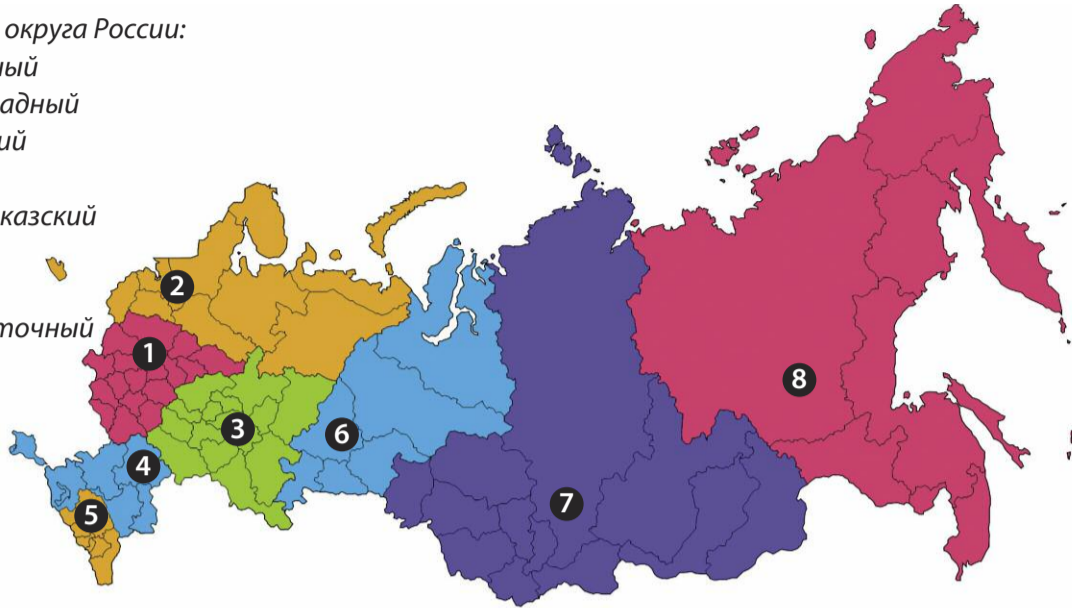 округа России:
ный
адный
ий
казский
точный
2
1
8
3
6
4
7
5